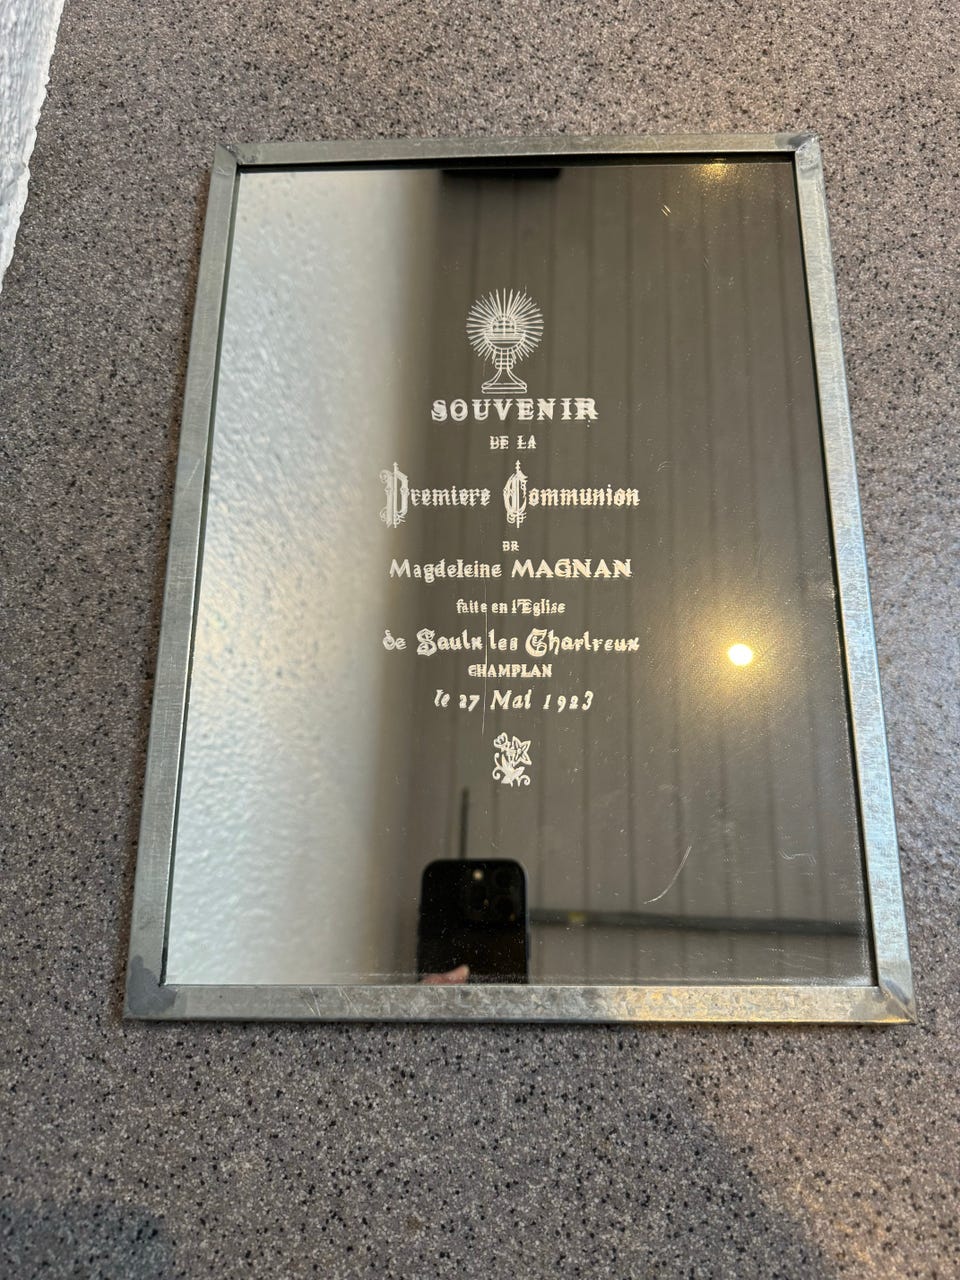 SOUVENIR
DE LA
Premiere Communion
DE
Magdeleine MAGNAN
faite en l'Eglise
de Saulx les Chartreux
CHAMPLAN
le 27 Mai 1923